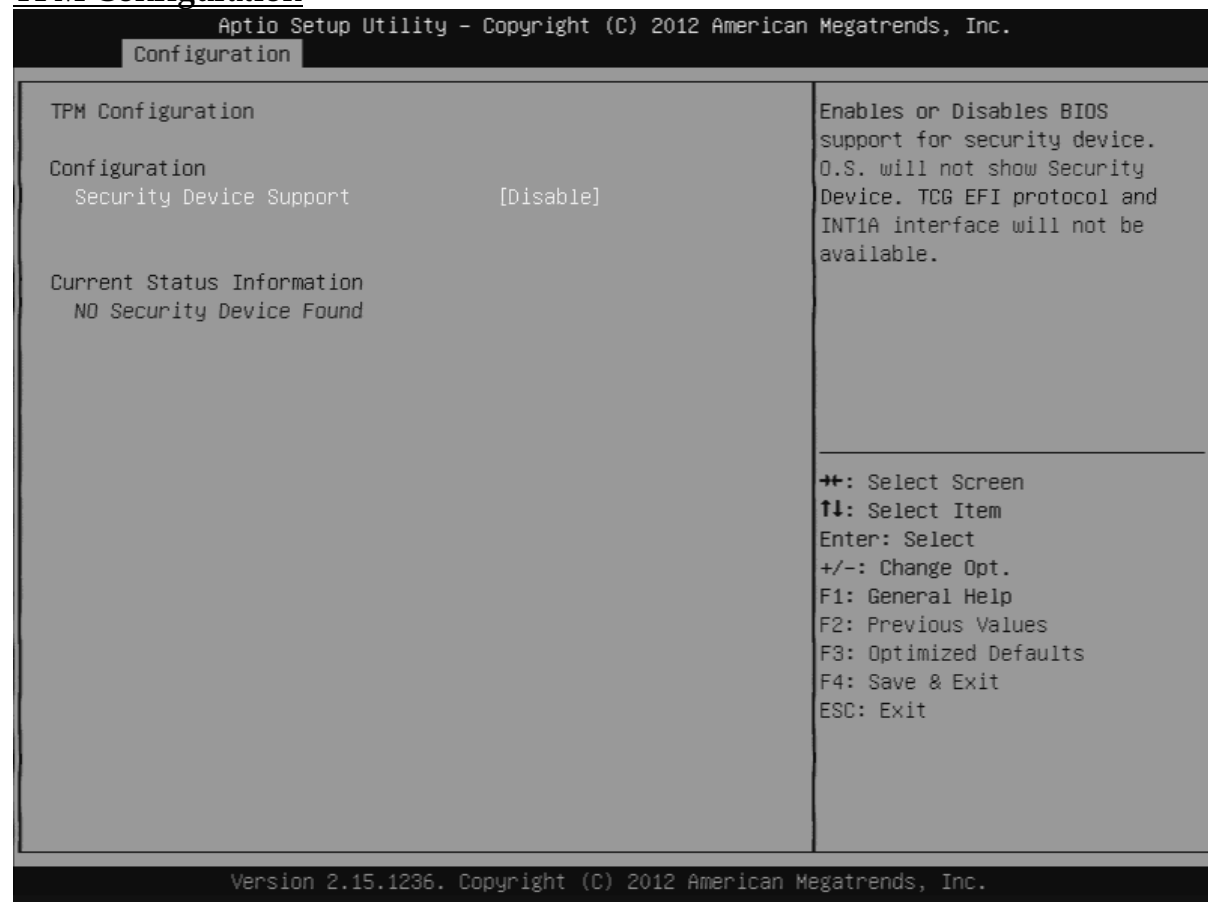 TPM Configuration
Aptio Setup Utility – Copyright (C) 2012 American Megatrends, Inc.
Configuration
TPM Configuration
Configuration
Security Device Support [Disable]
Current Status Information
NO Security Device Found
Enables or Disables BIOS
support for security device.
O.S. will not show Security
Device. TCG EFI protocol and
INT1A interface will not be
available.
→←: Select Screen
↑↓: Select Item
Enter: Select
+/-: Change Opt.
F1: General Help
F2: Previous Values
F3: Optimized Defaults
F4: Save & Exit
ESC: Exit
Version 2.15.1236. Copyright (C) 2012 American Megatrends, Inc.